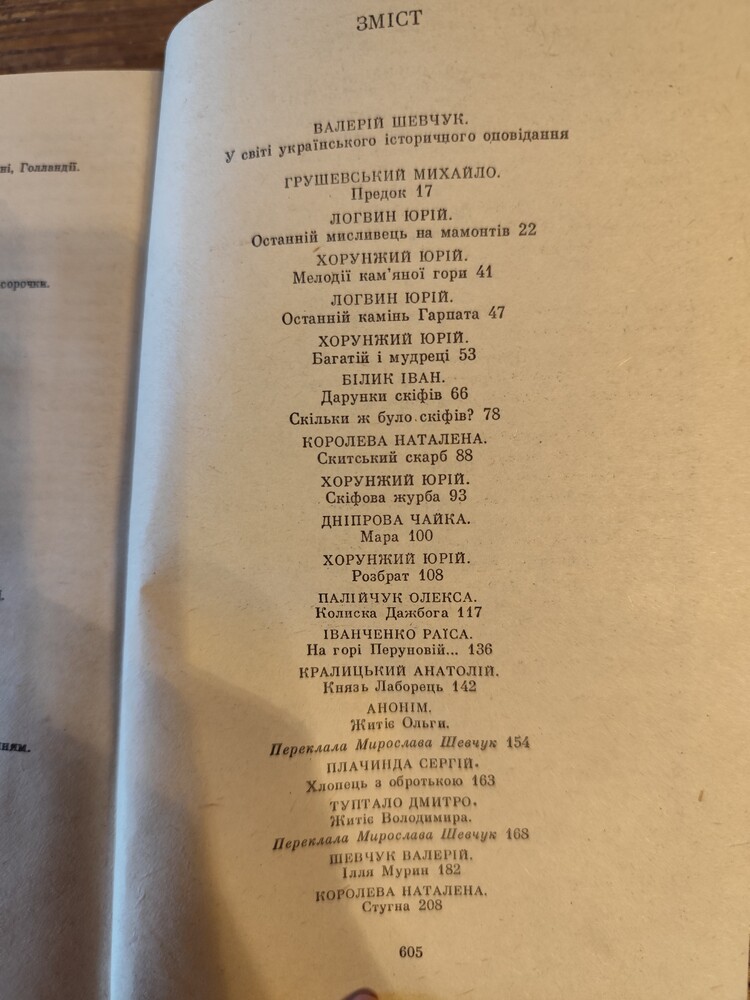 ні, Голландії.
сорочки.
ням.
ЗМІСТ
ВАЛЕРІЙ ШЕВЧУК.
У світі українського історичного оповідання
ГРУШЕВСЬКИЙ МИХАЙЛО.
Предок 17
ЛОГВИН ЮРІЙ.
Останній мисливець на мамонтів 22
ХОРУНЖИЙ ЮРІЙ.
Мелодії кам'яної гори 41
ЛОГВИН ЮРІЙ.
Останній камінь Гарпата 47
ХОРУНЖИЙ ЮРІЙ.
Багатій і мудреці 53
БІЛИК ІВАН.
Дарунки скіфів 66
Скільки ж було скіфів? 78
КОРОЛЕВА НАТАЛЕНА.
Скитський скарб 88
ХОРУНЖИЙ ЮРІЙ.
Скіфова журба 93
ДНІПРОВА ЧАЙКА.
Мара 100
ХОРУНЖИЙ ЮРІЙ.
Розбрат 108
ПАЛІЙЧУК ОЛЕКСА.
Колиска Дажбога 117
ІВАНЧЕНКО РАЇСА.
На горі Перуновій... 136
КРАЛИЦЬКИЙ АНАТОЛІЙ.
Князь Лаборець 142
АНОНІМ.
Житіє Ольги.
Переклала Мирослава Шевчук 154
ПЛАЧИНДА СЕРГІЙ.
Хлопець з обротькою 163
ТУПТАЛО ДМИТРО.
Житіє Володимира.
Переклала Мирослава Шевчук 168
ШЕВЧУК ВАЛЕРІЙ.
Ілля Мурин 182
КОРОЛЕВА НАТАЛЕНА.
Стугна 208
605